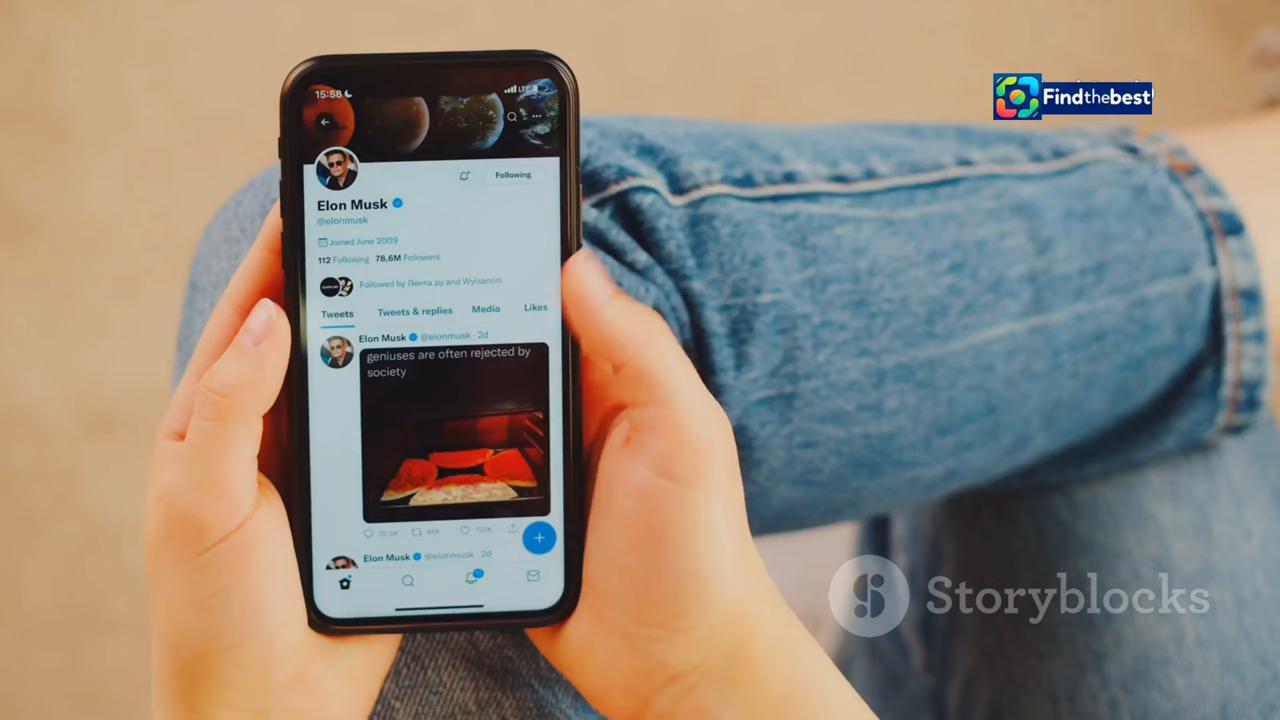 15:58
LTE
Following
Elon Musk
@elonmusk
Joined June 2009
112 Following 78,6M Followers
Followed by Лента.ру and Wylsacom
Tweets Tweets & replies Media Likes
Elon Musk @elonmusk · 2d
geniuses are often rejected by
society
Elon Musk @elonmusk · 2d
Findthebest
Storyblocks